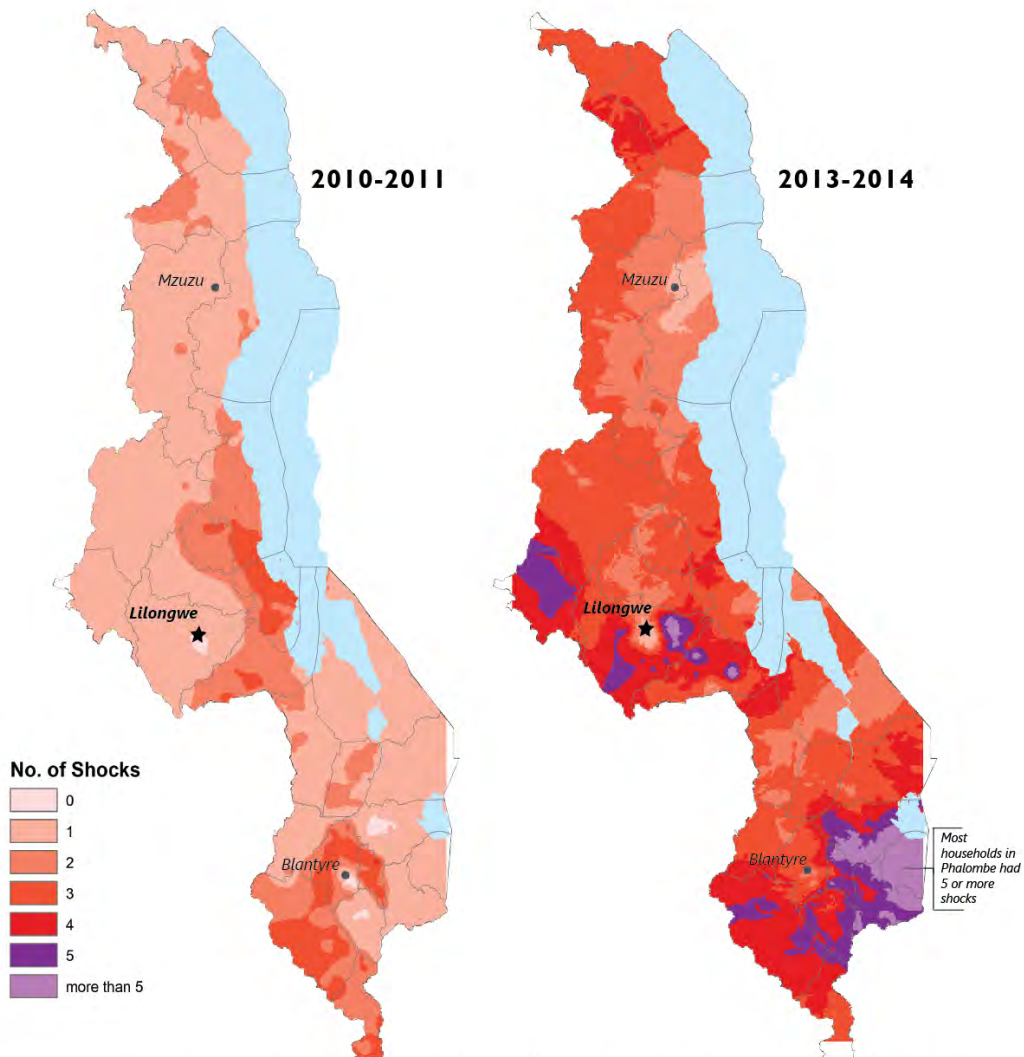 2010-2011
2013-2014
Mzuzu
Mzuzu
Lilongwe
Lilongwe
No. of Shocks
0
1
2
3
4
5
more than 5
Blantyre
Blantyre
Most
households in
Phalombe had
5 or more
shocks